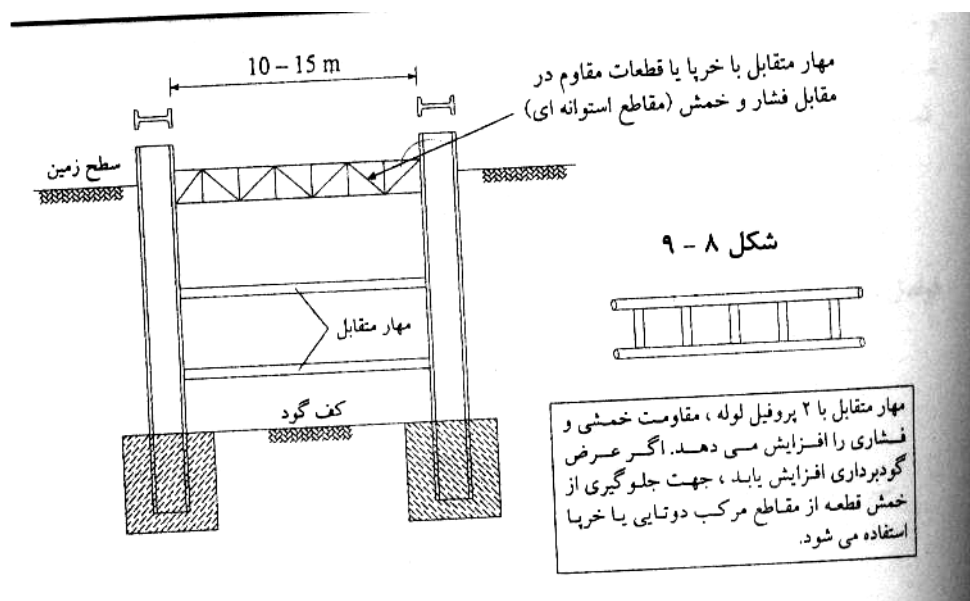 10 – 15 m
مهار متقابل با خرپا یا قطعات مقاوم در
مقابل فشار و خمش (مقاطع استوانه ای)
سطح زمین
شکل ۸ - ۹
مهار متقابل
کف گود
مهار متقابل با ۲ پروفیل لوله ، مقاومت خمشی و
فشاری را افزایش می دهد. اگر عرض
گودبرداری افزایش یابد ، جهت جلوگیری از
خمش قطعه از مقاطع مرکب دوتایی یا خرپا
استفاده می شود.